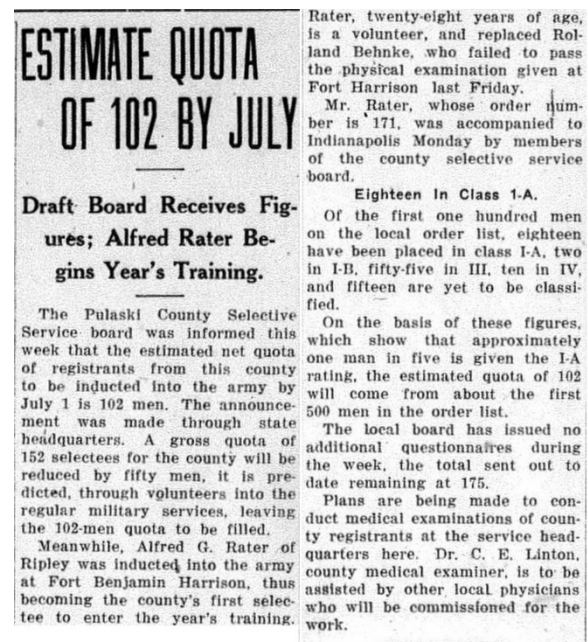 ESTIMATE QUOTA
OF 102 BY JULY
Draft Board Receives Fig-
ures; Alfred Rater Be-
gins Year's Training.
The Pulaski County Selective
Service board was informed this
week that the estimated net quota
of registrants from this county
to be inducted into the army by
July 1 is 102 men. The announce-
ment was made through state
headquarters. A gross quota of
152 selectees for the county will be
reduced by fifty men, it is pre-
dicted, through volunteers into the
regular military services, leaving
the 102-men quota to be filled.
Meanwhile, Alfred G. Rater of
Ripley was inducted into the army
at Fort Benjamin Harrison, thus
becoming the county's first selec-
tee to enter the year's training.
Rater, twenty-eight years of age,
is a volunteer, and replaced Rol-
land Behnke, who failed to pass
the physical examination given at
Fort Harrison last Friday.
Mr. Rater, whose order num-
ber is 171, was accompanied to
Indianapolis Monday by members
of the county selective service
board.
Eighteen In Class 1-A.
Of the first one hundred men
on the local order list, eighteen
have been placed in class I-A, two
in I-B, fifty-five in III, ten in IV,
and fifteen are yet to be classi-
fied.
On the basis of these figures,
which show that approximately
one man in five is given the I-A
rating, the estimated quota of 102
will come from about the first
500 men in the order list.
The local board has issued no
additional questionnaires during
the week, the total sent out to
date remaining at 175.
Plans are being made to con-
duct medical examinations of coun-
ty registrants at the service head-
quarters here. Dr. C. E. Linton,
county medical examiner, is to be
assisted by other local physicians
who will be commissioned for the
work.